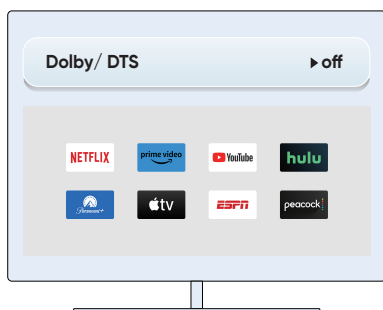 Dolby/ DTS ▸ off
NETFLIX prime video YouTube hulu
Paramount+ tv ESPN peacock